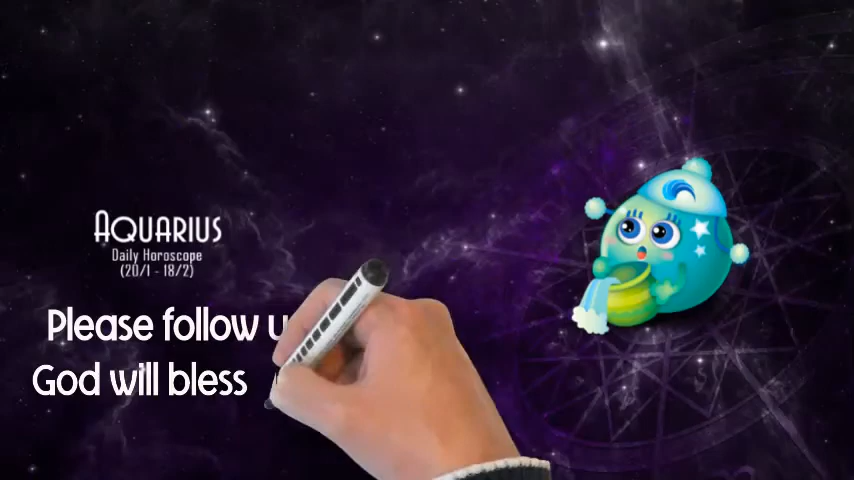 AQUARIUS
Daily Horoscope
(20/1 - 18/2)
Please follow u
God will bless